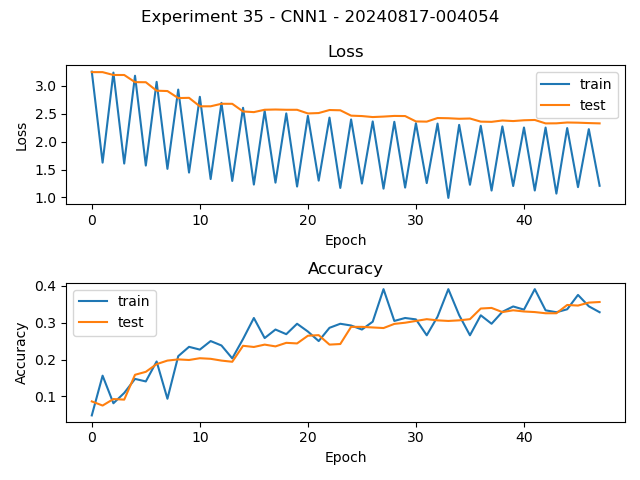 Experiment 35 - CNN1 - 20240817-004054
Loss
3.0
2.5
2.0
1.5
1.0
Loss
train
test
0
10
20
30
40
Epoch
Accuracy
0.4
0.3
0.2
0.1
Accuracy
train
test
0
10
20
30
40
Epoch